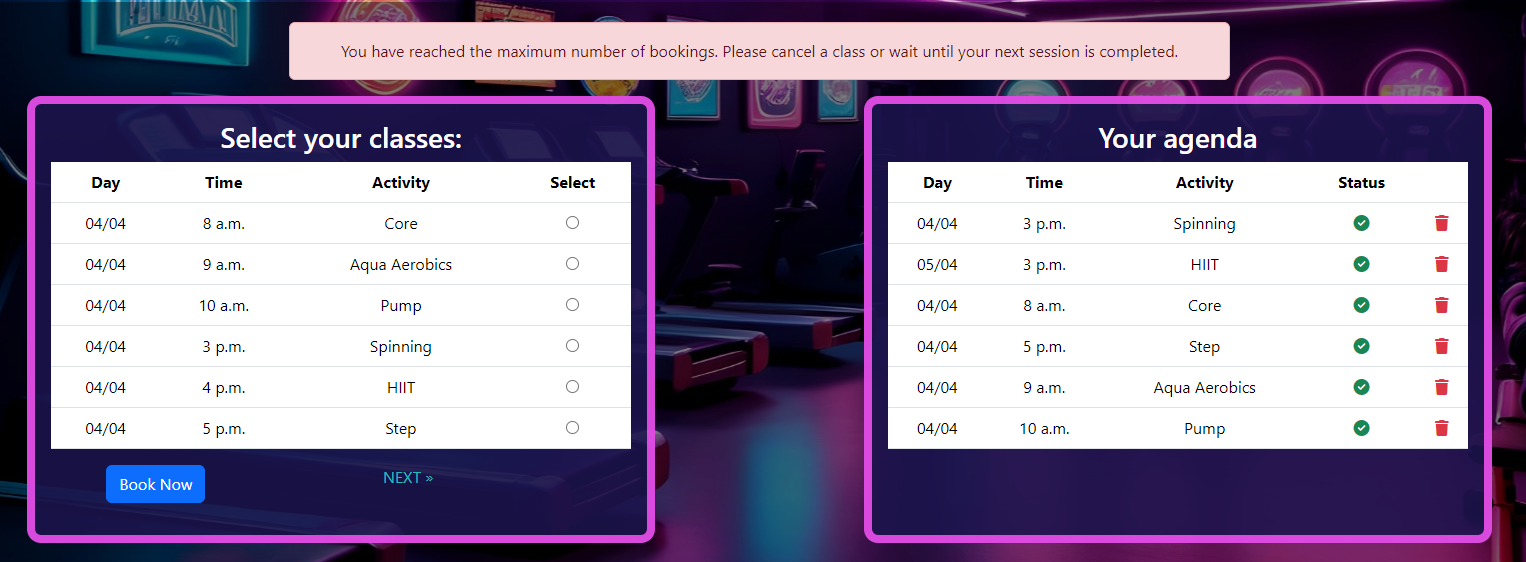 You have reached the maximum number of bookings. Please cancel a class or wait until your next session is completed.
Select your classes:
Day Time Activity Select
04/04 8 a.m. Core
04/04 9 a.m. Aqua Aerobics
04/04 10 a.m. Pump
04/04 3 p.m. Spinning
04/04 4 p.m. HIIT
04/04 5 p.m. Step
Book Now NEXT »
Your agenda
Day Time Activity Status
04/04 3 p.m. Spinning
05/04 3 p.m. HIIT
04/04 8 a.m. Core
04/04 5 p.m. Step
04/04 9 a.m. Aqua Aerobics
04/04 10 a.m. Pump